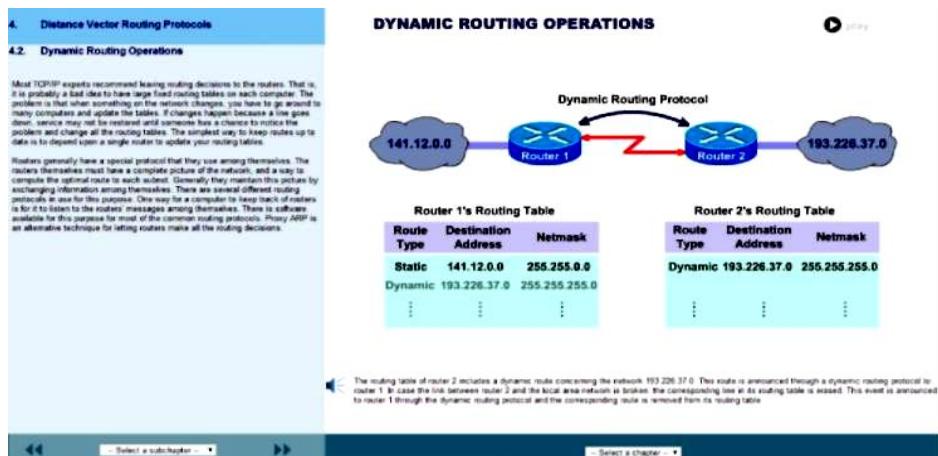 4. Distance Vector Routing Protocols
4.2. Dynamic Routing Operations
Most TCP/IP experts recommend leaving routing decisions to the routers. That is,
it is probably a bad idea to have large fixed routing tables on each computer. The
problem is that when something on the network changes, you have to go around to
many computers and update the tables. If changes happen because a line goes
down, service may not be restored until someone has a chance to notice the
problem and change all the routing tables. The simplest way to keep routes up to
date is to depend upon a single router to update your routing tables.
Routers generally have a special protocol that they use among themselves. The
routers themselves must have a complete picture of the network, and a way to
compute the optimal route to each subnet. Generally they maintain this picture by
exchanging information among themselves. There are several different routing
protocols in use for this purpose. One way for a computer to keep track of routers
is for it to listen to the routers' messages among themselves. There is software
available for this purpose for most of the common routing protocols. Proxy ARP is
an alternative technique for letting routers make all the routing decisions.
DYNAMIC ROUTING OPERATIONS
play
Dynamic Routing Protocol
141.12.0.0
Router 1
Router 2
193.226.37.0
Router 1's Routing Table
Route Type Destination Address Netmask
Static 141.12.0.0 255.255.0.0
Dynamic 193.226.37.0 255.255.255.0
Router 2's Routing Table
Route Type Destination Address Netmask
Dynamic 193.226.37.0 255.255.255.0
The routing table of router 2 includes a dynamic route concerning the network 193.226.37.0. This route is announced through a dynamic routing protocol to
router 1. In case the link between router 2 and the local area network is broken, the corresponding line in its routing table is erased. This event is announced
to router 1 through the dynamic routing protocol and the corresponding route is removed from its routing table
-- Select a subchapter --
-- Select a chapter --